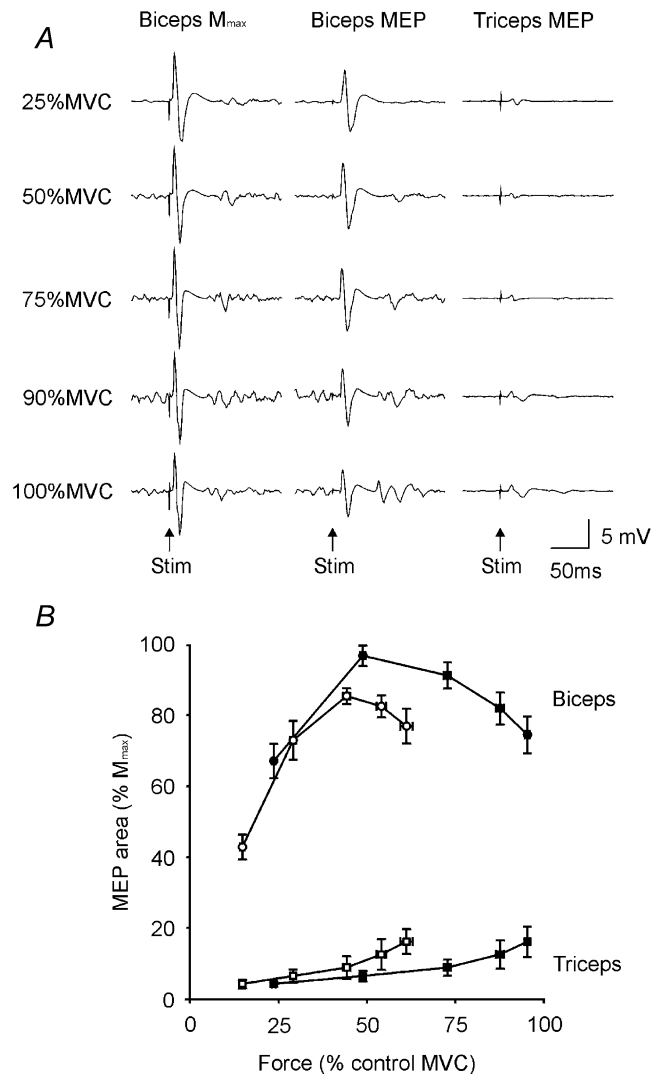 A
Biceps Mmax
Biceps MEP
Triceps MEP
25%MVC
50%MVC
75%MVC
90%MVC
100%MVC
Stim
Stim
Stim
5 mV
50ms
B
100
80
60
40
20
0
MEP area (% Mmax)
Biceps
Triceps
0
25
50
75
100
Force (% control MVC)